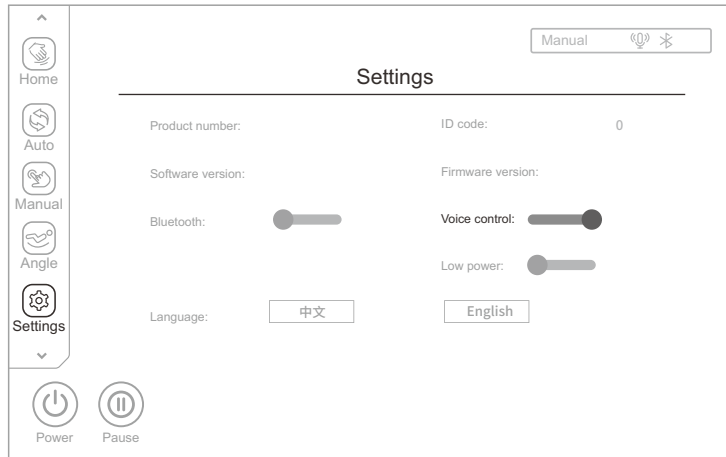 Manual
Settings
Home
Auto
Manual
Angle
Settings
Product number:
ID code: 0
Software version:
Firmware version:
Bluetooth:
Voice control:
Low power:
Language:
中文
English
Power
Pause